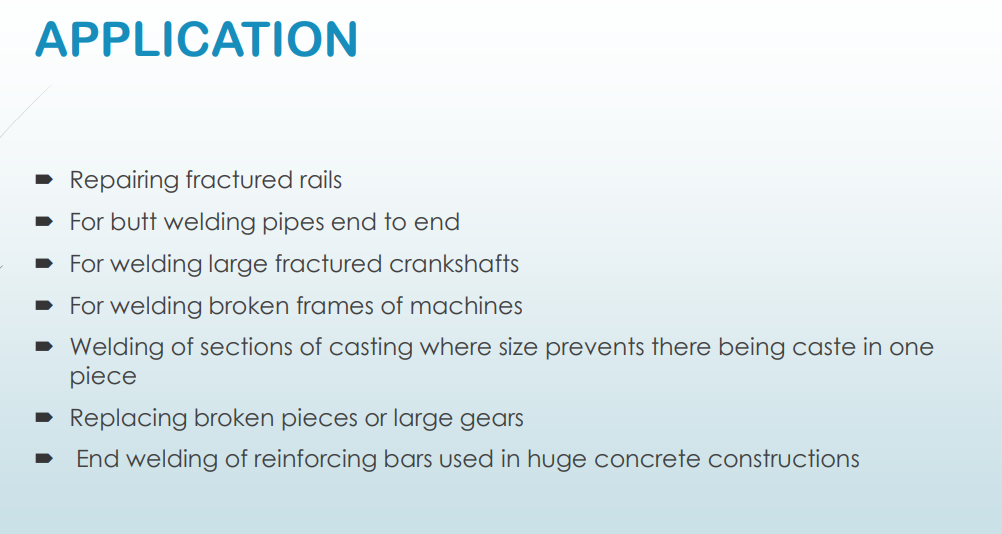 APPLICATION
Repairing fractured rails
For butt welding pipes end to end
For welding large fractured crankshafts
For welding broken frames of machines
Welding of sections of casting where size prevents there being caste in one
piece
Replacing broken pieces or large gears
End welding of reinforcing bars used in huge concrete constructions